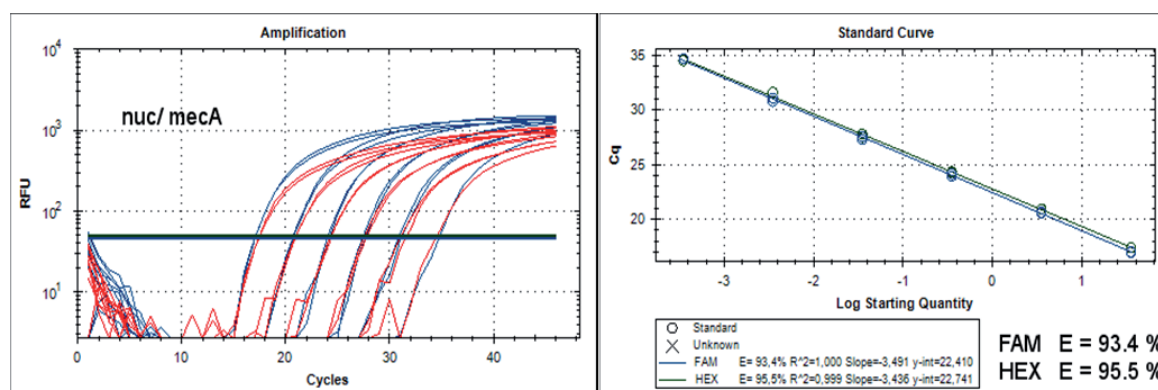 Amplification
10^4
nuc/ mecA
10^3
RFU
10^2
10^1
0 10 20 30 40
Cycles
Standard Curve
35
30
Cq
25
20
-3 -2 -1 0 1
Log Starting Quantity
Standard
Unknown
FAM E= 93,4% R^2=1,000 Slope=-3,491 y-int=22,410
HEX E= 95,5% R^2=0,999 Slope=-3,436 y-int=22,741
FAM E = 93.4 %
HEX E = 95.5 %